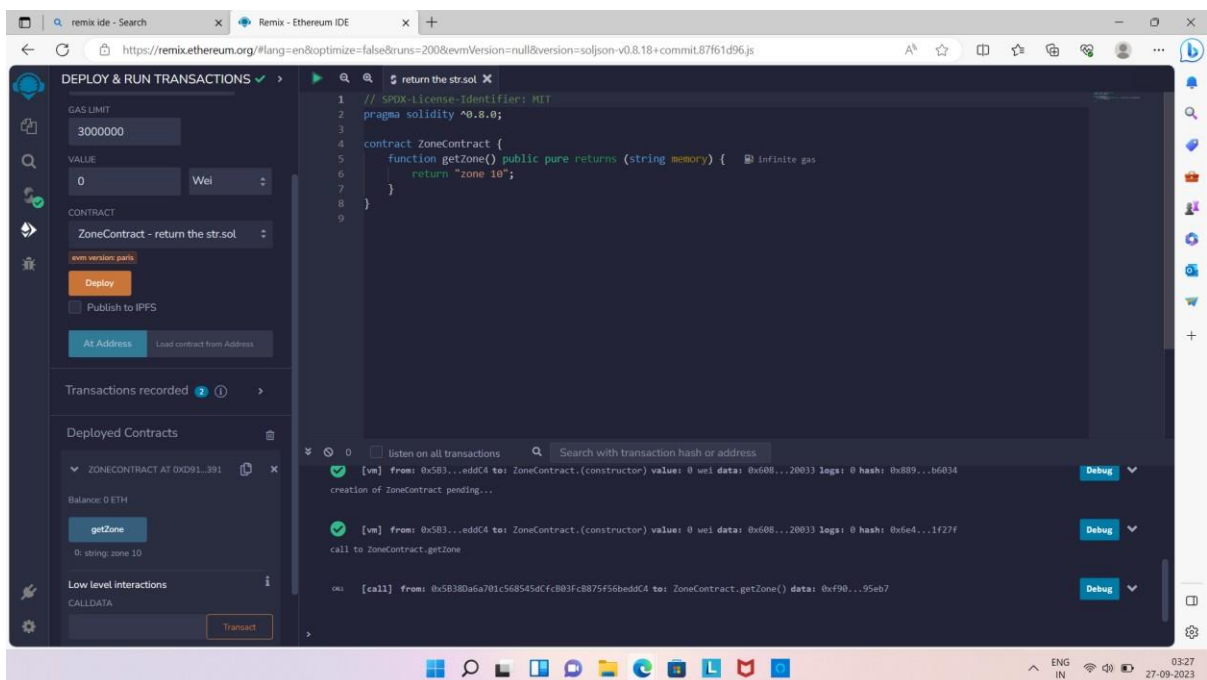 remix ide - Search
Remix - Ethereum IDE
https://remix.ethereum.org/#lang=en&optimize=false&runs=200&evmVersion=null&version=soljson-v0.8.18+commit.87f61d96.js
DEPLOY & RUN TRANSACTIONS
GAS LIMIT
3000000
VALUE
0
Wei
CONTRACT
ZoneContract - return the str.sol
evm version: paris
Deploy
Publish to IPFS
At Address
Load contract from Address
Transactions recorded 2
Deployed Contracts
ZONECONTRACT AT 0XD91...391
Balance: 0 ETH
getZone
0: string: zone 10
Low level interactions
CALLDATA
Transact
return the str.sol
1 // SPDX-License-Identifier: MIT
2 pragma solidity ^0.8.0;
3
4 contract ZoneContract {
5 function getZone() public pure returns (string memory) { infinite gas
6 return "zone 10";
7 }
8 }
9
0
listen on all transactions
Search with transaction hash or address
[vm] from: 0x5B3...eddC4 to: ZoneContract.(constructor) value: 0 wei data: 0x608...20033 logs: 0 hash: 0x889...b6034
Debug
creation of ZoneContract pending...
[vm] from: 0x5B3...eddC4 to: ZoneContract.(constructor) value: 0 wei data: 0x608...20033 logs: 0 hash: 0x6e4...1f27f
Debug
call to ZoneContract.getZone
CALL [call] from: 0x5B38Da6a701c568545dCfcB03FcB875f56beddC4 to: ZoneContract.getZone() data: 0xf90...95eb7
Debug
>
ENG
IN
03:27
27-09-2023